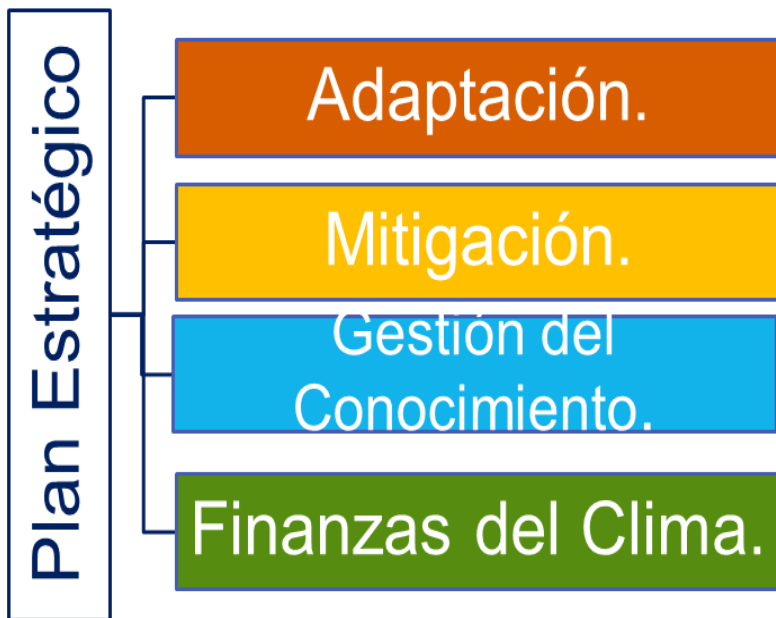 Plan Estratégico
Adaptación.
Mitigación.
Gestión del
Conocimiento.
Finanzas del Clima.